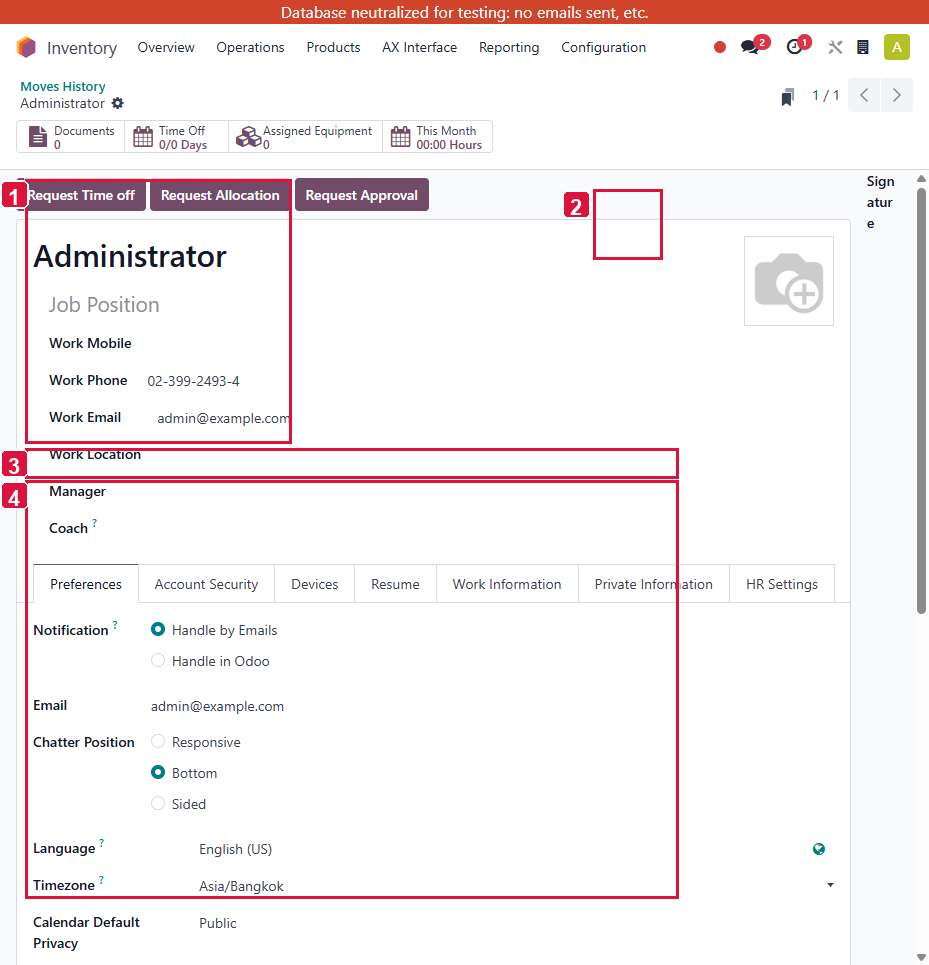 Database neutralized for testing: no emails sent, etc.
Inventory Overview Operations Products AX Interface Reporting Configuration 2 1 A
Moves History
Administrator
1 / 1
Documents
0
Time Off
0/0 Days
Assigned Equipment
0
This Month
00:00 Hours
1 Request Time off Request Allocation Request Approval
2
Sign
atur
e
Administrator
Job Position
Work Mobile
Work Phone 02-399-2493-4
Work Email admin@example.com
3 Work Location
4 Manager
Coach ?
Preferences Account Security Devices Resume Work Information Private Information HR Settings
Notification ? Handle by Emails
Handle in Odoo
Email admin@example.com
Chatter Position Responsive
Bottom
Sided
Language ? English (US)
Timezone ? Asia/Bangkok
Calendar Default Public
Privacy